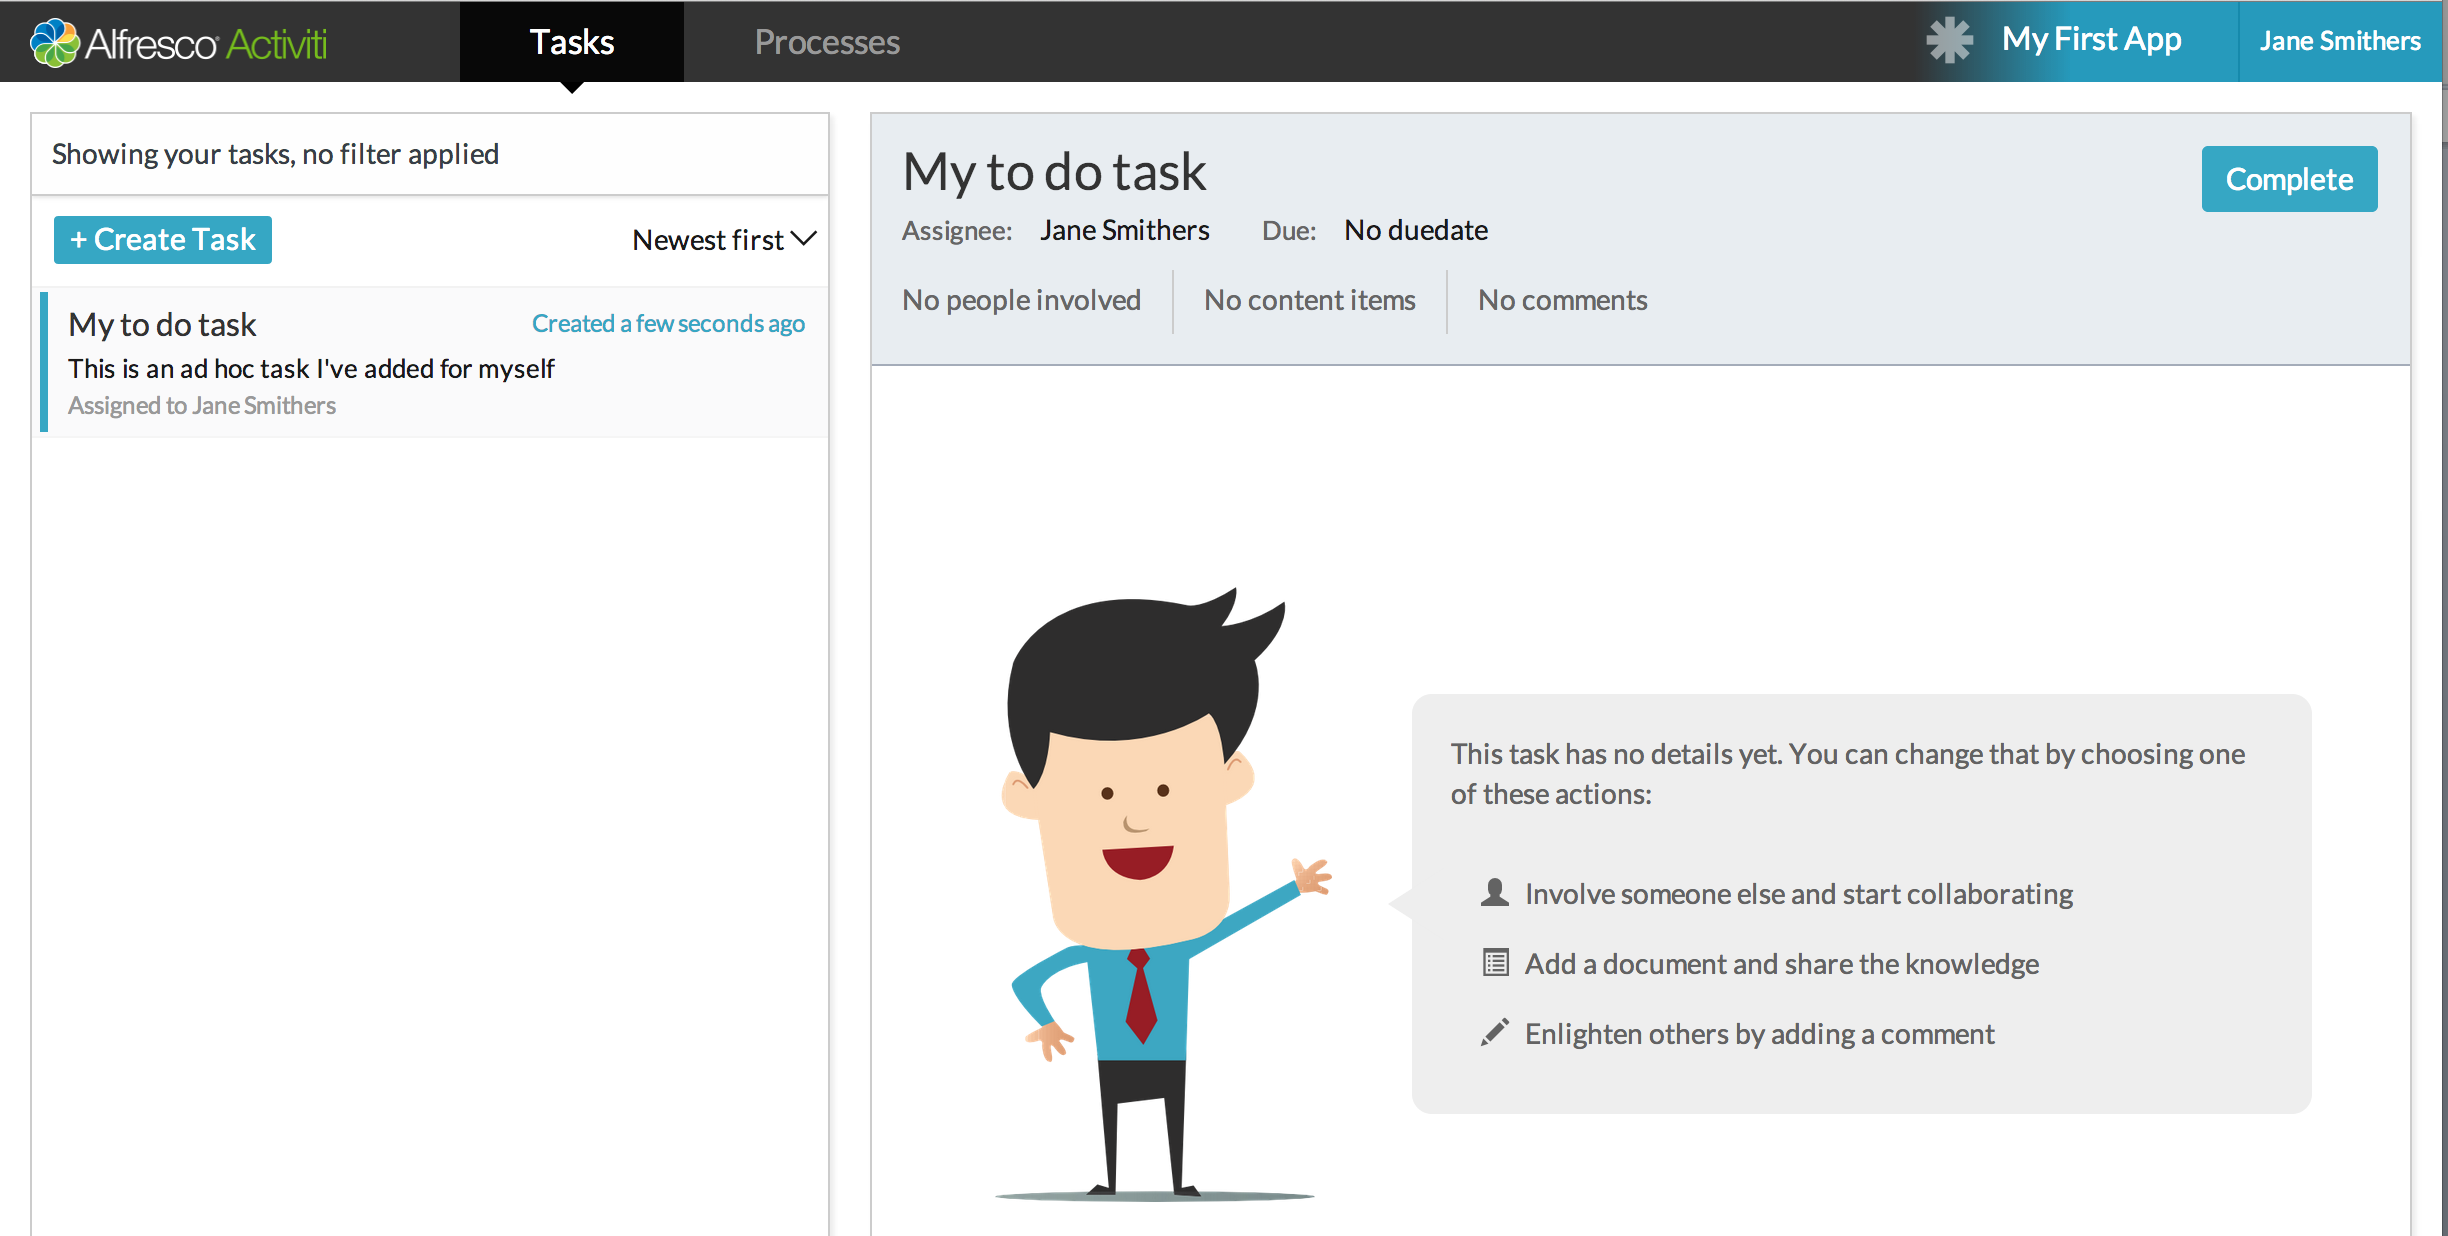 Alfresco Activiti
Tasks
Processes
My First App
Jane Smithers
Showing your tasks, no filter applied
+ Create Task
Newest first
My to do task
Created a few seconds ago
This is an ad hoc task I've added for myself
Assigned to Jane Smithers
My to do task
Complete
Assignee: Jane Smithers Due: No duedate
No people involved
No content items
No comments
This task has no details yet. You can change that by choosing one
of these actions:
Involve someone else and start collaborating
Add a document and share the knowledge
Enlighten others by adding a comment